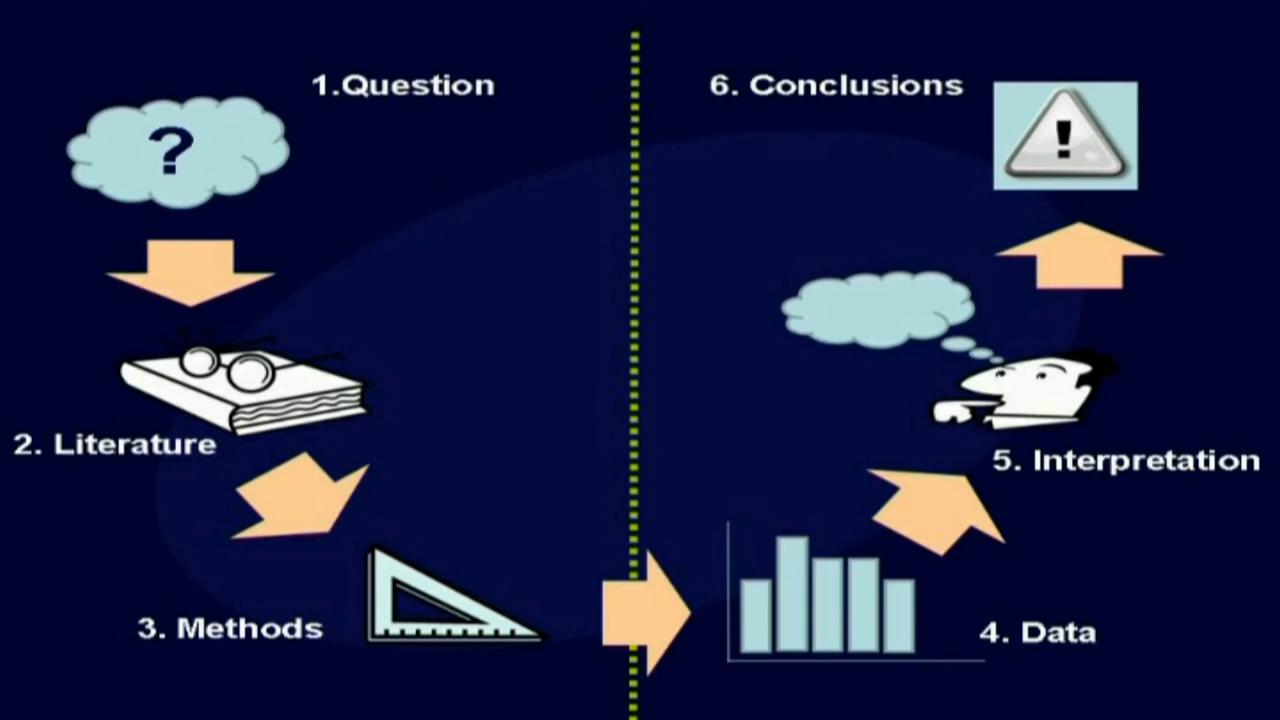 1.Question
?
2. Literature
3. Methods
4. Data
5. Interpretation
6. Conclusions
!